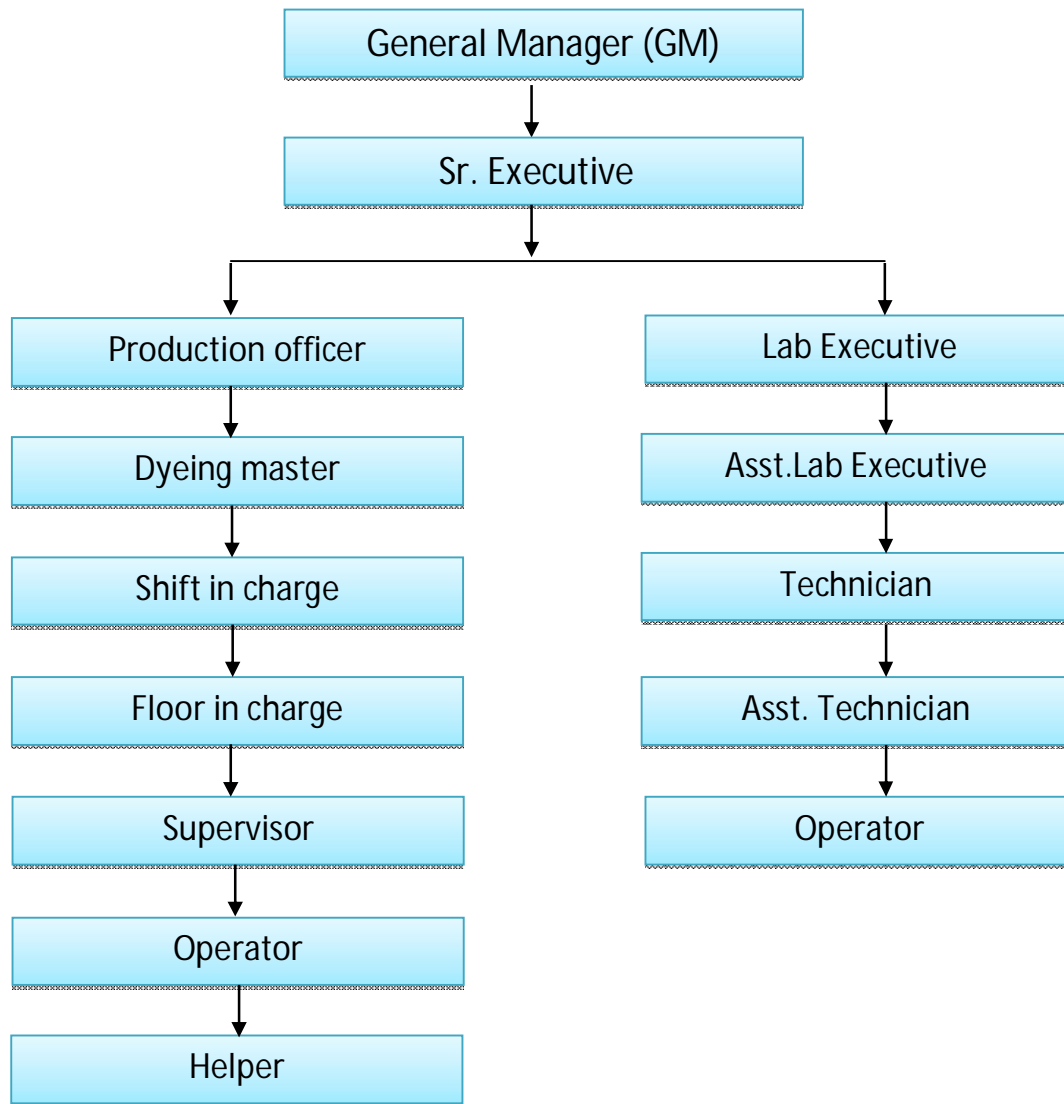 General Manager (GM)
Sr. Executive
Production officer
Dyeing master
Shift in charge
Floor in charge
Supervisor
Operator
Helper
Lab Executive
Asst.Lab Executive
Technician
Asst. Technician
Operator